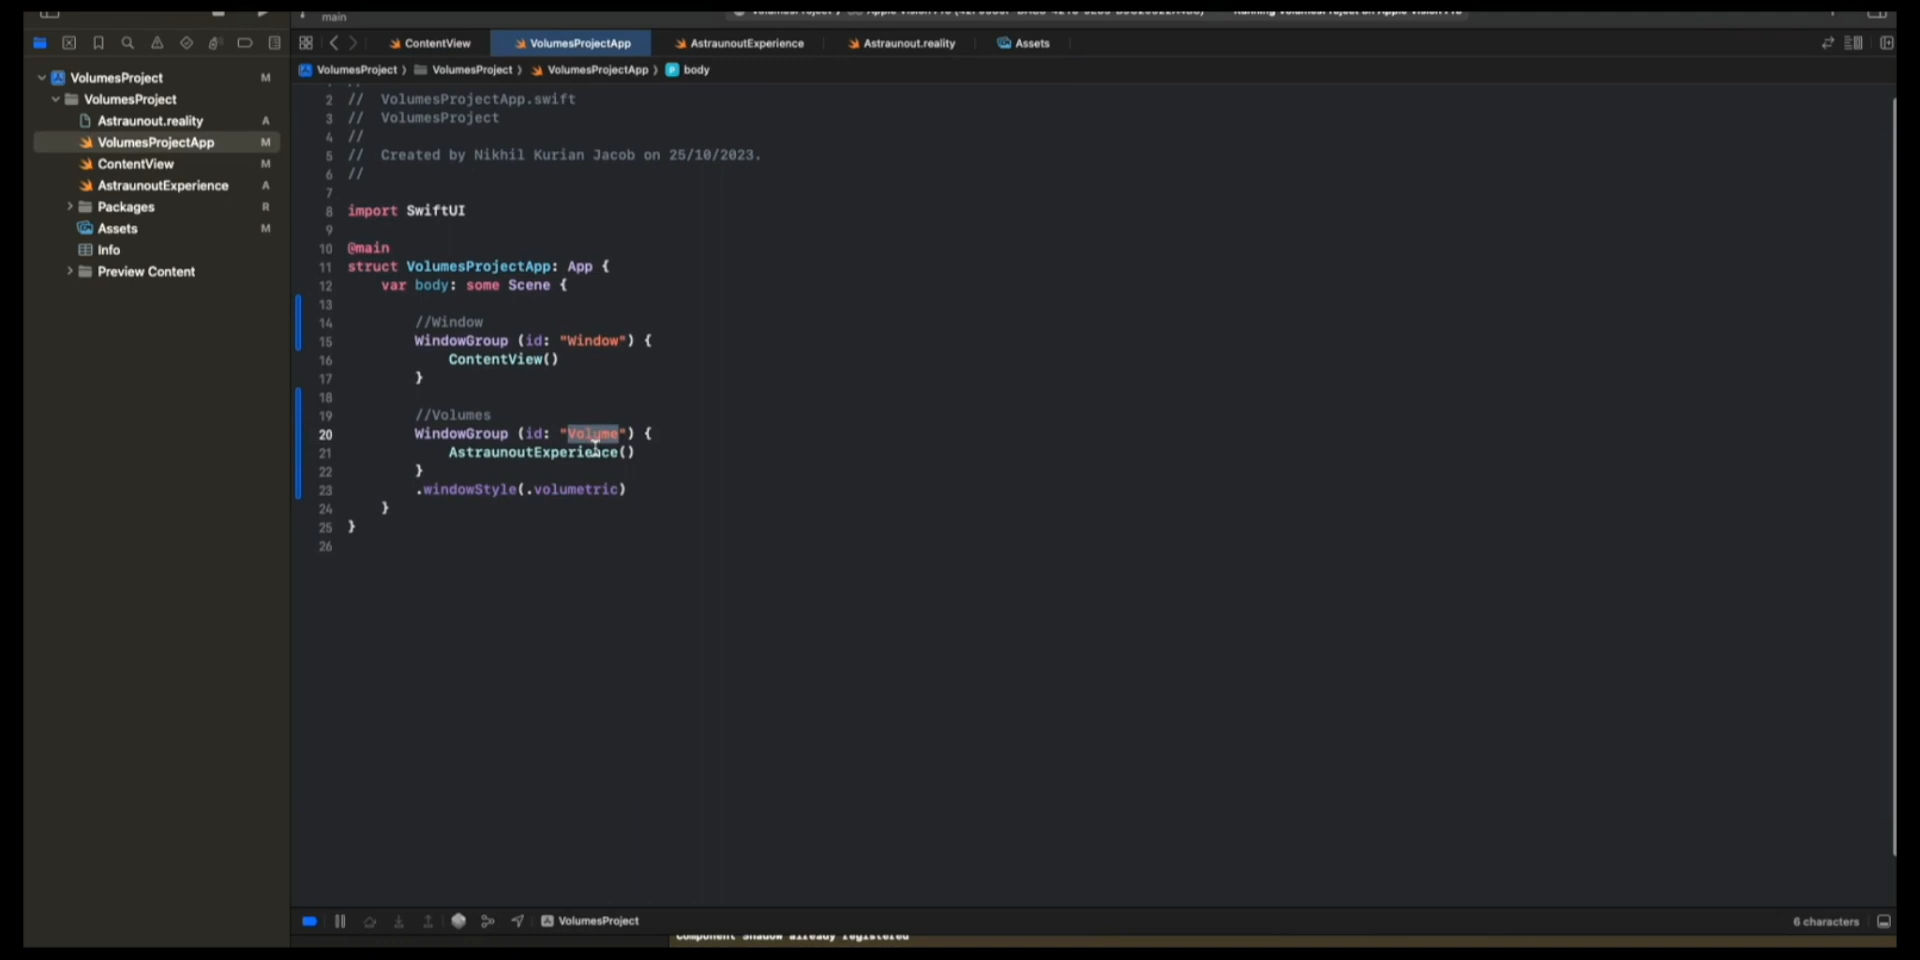 main
ContentView
VolumesProjectApp
AstraunoutExperience
Astraunout.reality
Assets
VolumesProject 〉 VolumesProject 〉 VolumesProjectApp 〉 body
VolumesProject M
VolumesProject
Astraunout.reality A
VolumesProjectApp M
ContentView M
AstraunoutExperience A
Packages R
Assets M
Info
Preview Content
2 //  VolumesProjectApp.swift
3 //  VolumesProject
4 //
5 //  Created by Nikhil Kurian Jacob on 25/10/2023.
6 //
7
8 import SwiftUI
9
10 @main
11 struct VolumesProjectApp: App {
12     var body: some Scene {
13
14         //Window
15         WindowGroup (id: "Window") {
16             ContentView()
17         }
18
19         //Volumes
20         WindowGroup (id: "Volume") {
21             AstraunoutExperience()
22         }
23         .windowStyle(.volumetric)
24     }
25 }
26
VolumesProject
6 characters
Component Shadow already registered